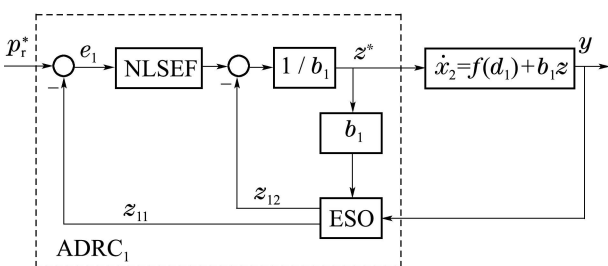 p_r^* e_1 NLSEF 1/b_1 z^* ẋ_2=f(d_1)+b_1z y
−
−
b_1
z_12
z_11
ESO
ADRC_1